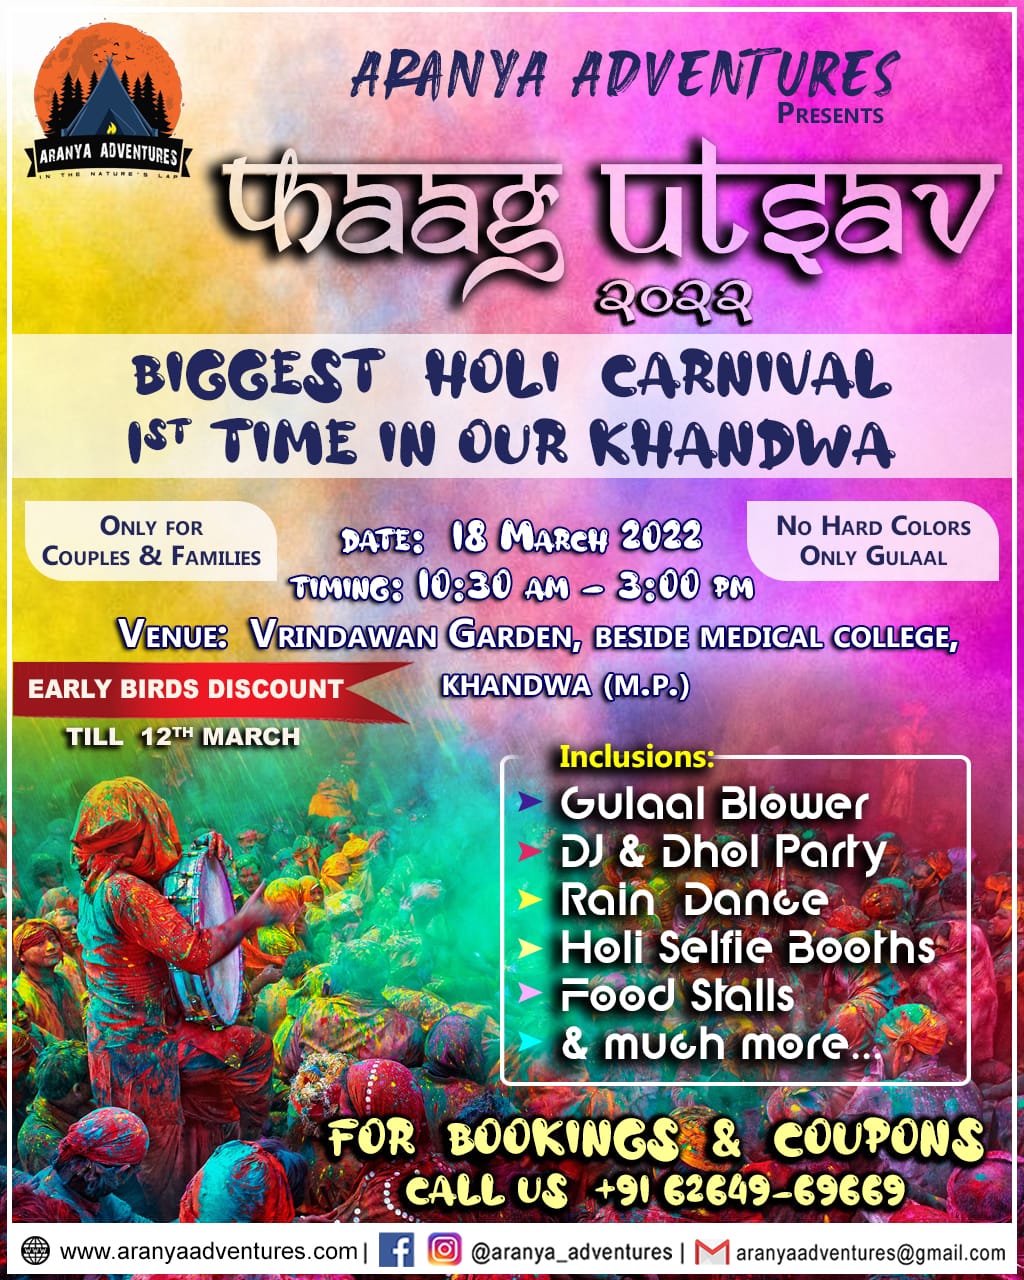 ARANYA ADVENTURES
IN THE NATURE'S LAP
ARANYA ADVENTURES
PRESENTS
फाaag utsav
२०२२
BIGGEST HOLI CARNIVAL
1ST TIME IN OUR KHANDWA
ONLY FOR
COUPLES & FAMILIES
DATE: 18 MARCH 2022
TIMING: 10:30 AM – 3:00 PM
NO HARD COLORS
ONLY GULAAL
VENUE: VRINDAWAN GARDEN, BESIDE MEDICAL COLLEGE,
KHANDWA (M.P.)
EARLY BIRDS DISCOUNT
TILL 12TH MARCH
Inclusions:
➤ Gulaal Blower
➤ DJ & Dhol Party
➤ Rain Dance
➤ Holi Selfie Booths
➤ Food Stalls
➤ & much more...
FOR BOOKINGS & COUPONS
CALL US +91 62649-69669
www.aranyaadventures.com | @aranya_adventures | aranyaadventures@gmail.com